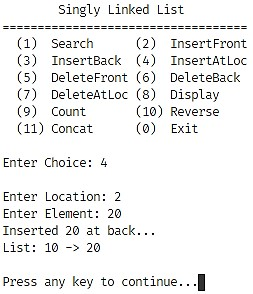 Singly Linked List
===================================
(1) Search (2) InsertFront
(3) InsertBack (4) InsertAtLoc
(5) DeleteFront (6) DeleteBack
(7) DeleteAtLoc (8) Display
(9) Count (10) Reverse
(11) Concat (0) Exit
Enter Choice: 4
Enter Location: 2
Enter Element: 20
Inserted 20 at back...
List: 10 -> 20
Press any key to continue...